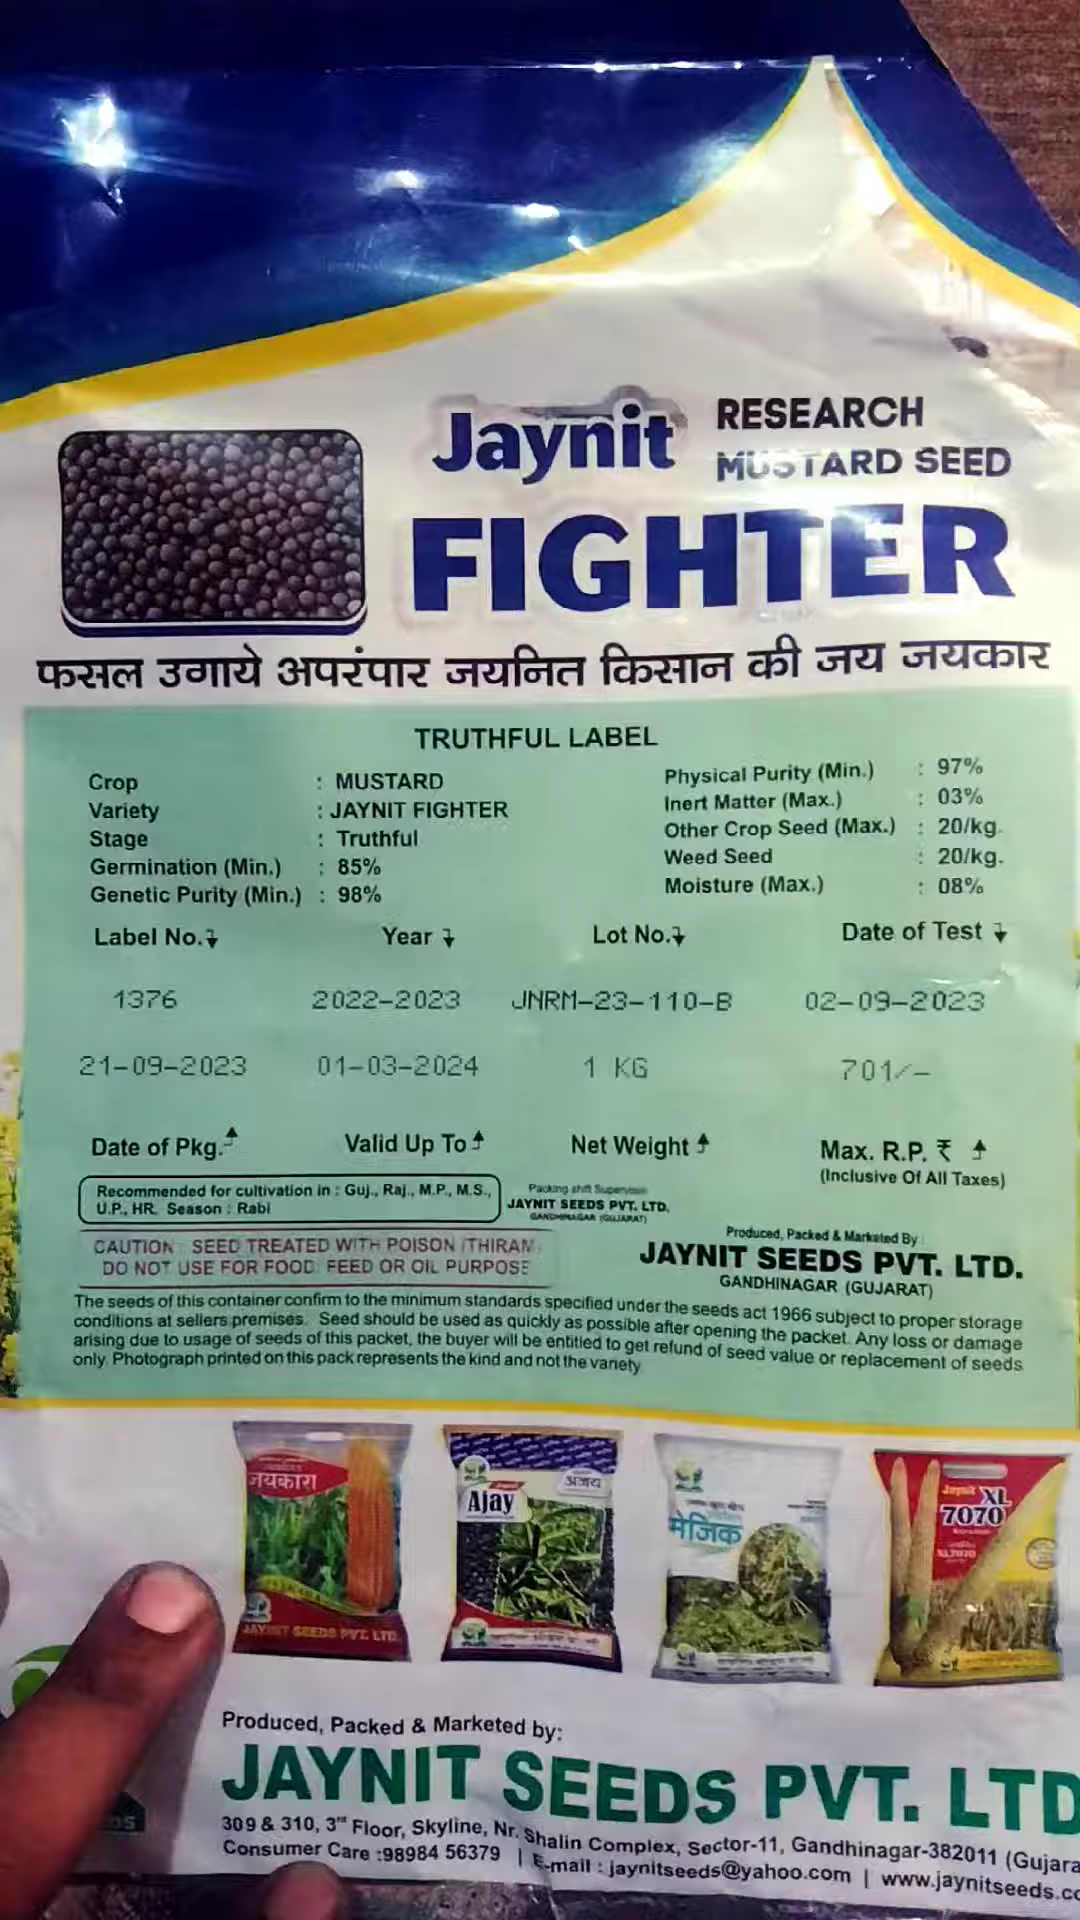 Jaynit RESEARCH
MUSTARD SEED
FIGHTER
फसल उगाये अपरंपार जयनित किसान की जय जयकार
TRUTHFUL LABEL
Crop : MUSTARD
Variety : JAYNIT FIGHTER
Stage : Truthful
Germination (Min.) : 85%
Genetic Purity (Min.) : 98%
Physical Purity (Min.) : 97%
Inert Matter (Max.) : 03%
Other Crop Seed (Max.) : 20/kg.
Weed Seed : 20/kg.
Moisture (Max.) : 08%
Label No. Year Lot No. Date of Test
1376 2022-2023 JNRM-23-110-B 02-09-2023
21-09-2023 01-03-2024 1 KG 701/-
Date of Pkg. Valid Up To Net Weight Max. R.P. ₹
(Inclusive Of All Taxes)
Recommended for cultivation in : Guj., Raj., M.P., M.S.,
U.P., HR. Season : Rabi
Packing shift Supervisor
JAYNIT SEEDS PVT. LTD.
GANDHINAGAR (GUJARAT)
CAUTION : SEED TREATED WITH POISON (THIRAM
DO NOT USE FOR FOOD FEED OR OIL PURPOSE
Produced, Packed & Marketed By
JAYNIT SEEDS PVT. LTD.
GANDHINAGAR (GUJARAT)
The seeds of this container confirm to the minimum standards specified under the seeds act 1966 subject to proper storage
conditions at sellers premises. Seed should be used as quickly as possible after opening the packet. Any loss or damage
arising due to usage of seeds of this packet, the buyer will be entitled to get refund of seed value or replacement of seeds
only. Photograph printed on this pack represents the kind and not the variety
जयकारा
JAYNIT SEEDS PVT. LTD.
Ajay
अजय
मेजिक
Jaynit XL
7070
Produced, Packed & Marketed by:
JAYNIT SEEDS PVT. LTD
309 & 310, 3rd Floor, Skyline, Nr. Shalin Complex, Sector-11, Gandhinagar-382011 (Gujara
Consumer Care :98984 56379 | E-mail : jaynitseeds@yahoo.com | www.jaynitseeds.co